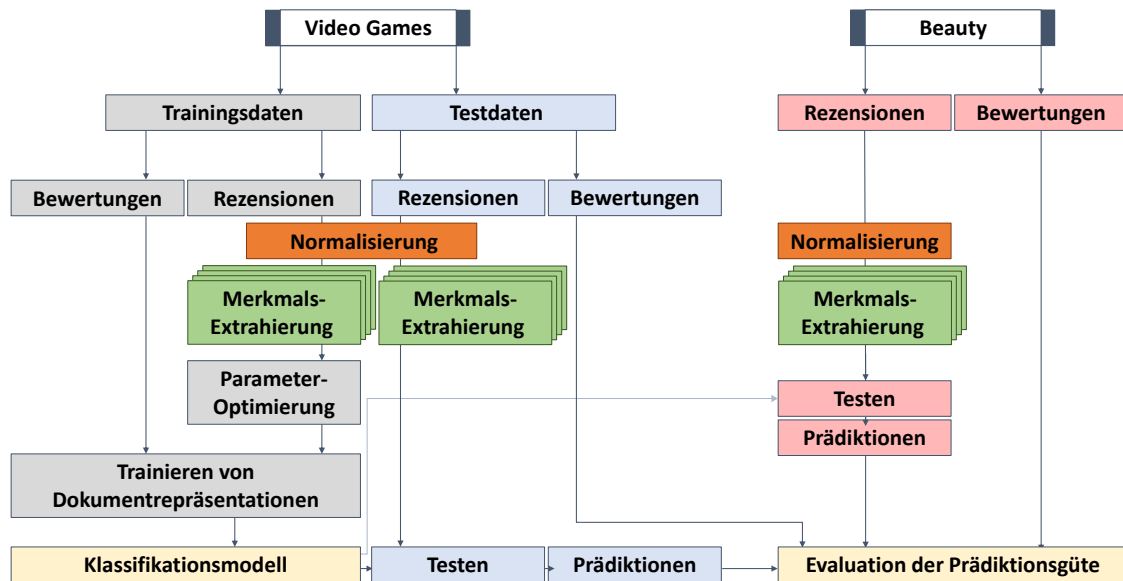 Video Games
Beauty
Trainingsdaten
Testdaten
Rezensionen
Bewertungen
Bewertungen
Rezensionen
Rezensionen
Bewertungen
Normalisierung
Normalisierung
Merkmals-
Extrahierung
Merkmals-
Extrahierung
Merkmals-
Extrahierung
Parameter-
Optimierung
Testen
Prädiktionen
Trainieren von
Dokumentrepräsentationen
Klassifikationsmodell
Testen
Prädiktionen
Evaluation der Prädiktionsgüte